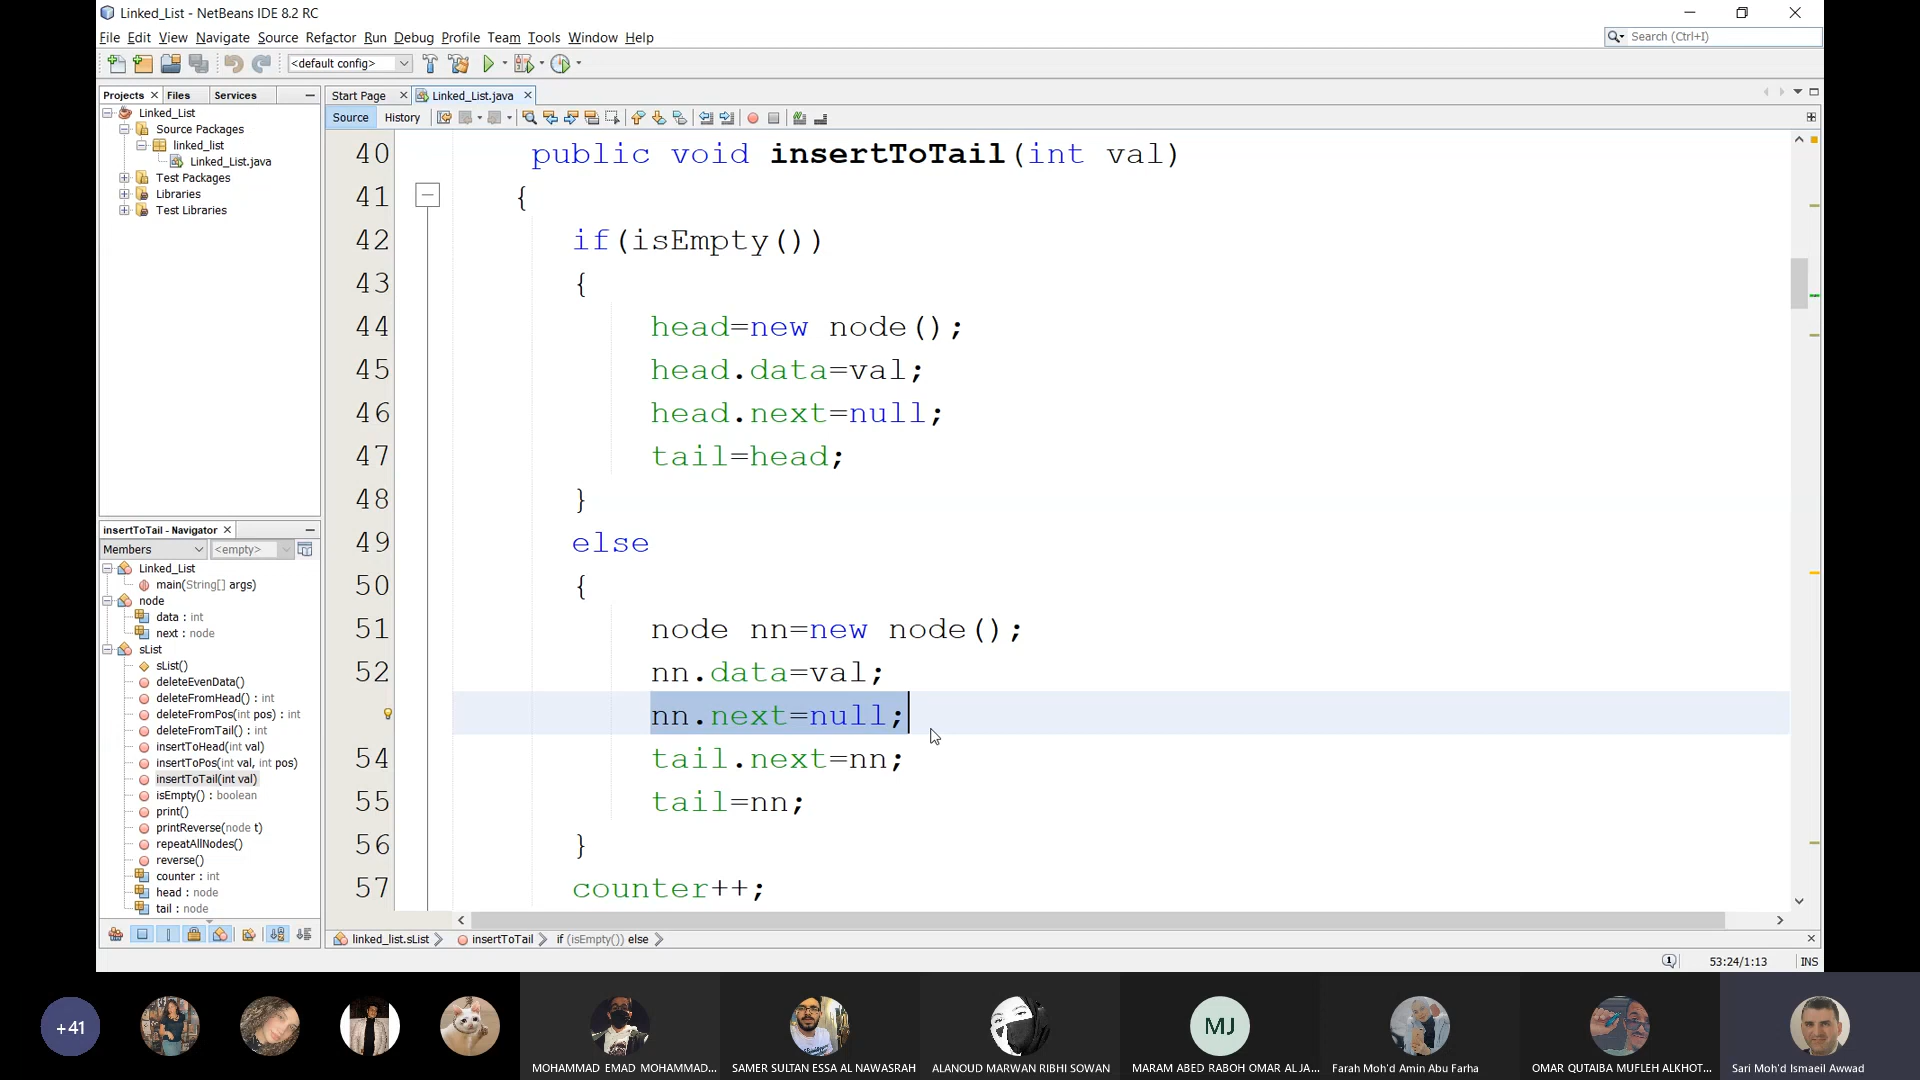 Linked_List - NetBeans IDE 8.2 RC
File Edit View Navigate Source Refactor Run Debug Profile Team Tools Window Help
Search (Ctrl+I)
<default config>
Projects Files Services
Start Page Linked_List.java
Source History
Linked_List
Source Packages
linked_list
Linked_List.java
Test Packages
Libraries
Test Libraries
40 public void insertToTail(int val)
41 {
42 if(isEmpty())
43 {
44 head=new node();
45 head.data=val;
46 head.next=null;
47 tail=head;
48 }
49 else
50 {
51 node nn=new node();
52 nn.data=val;
nn.next=null;
54 tail.next=nn;
55 tail=nn;
56 }
57 counter++;
insertToTail - Navigator
Members <empty>
Linked_List
main(String[] args)
node
data : int
next : node
sList
sList()
deleteEvenData()
deleteFromHead() : int
deleteFromPos(int pos) : int
deleteFromTail() : int
insertToHead(int val)
insertToPos(int val, int pos)
insertToTail(int val)
isEmpty() : boolean
print()
printReverse(node t)
repeatAllNodes()
reverse()
counter : int
head : node
tail : node
linked_list.sList insertToTail if (isEmpty()) else
53:24/1:13 INS
+41
MJ
MOHAMMAD EMAD MOHAMMAD...
SAMER SULTAN ESSA AL NAWASRAH
ALANOUD MARWAN RIBHI SOWAN
MARAM ABED RABOH OMAR AL JA...
Farah Moh'd Amin Abu Farha
OMAR QUTAIBA MUFLEH ALKHOT...
Sari Moh'd Ismaeil Awwad